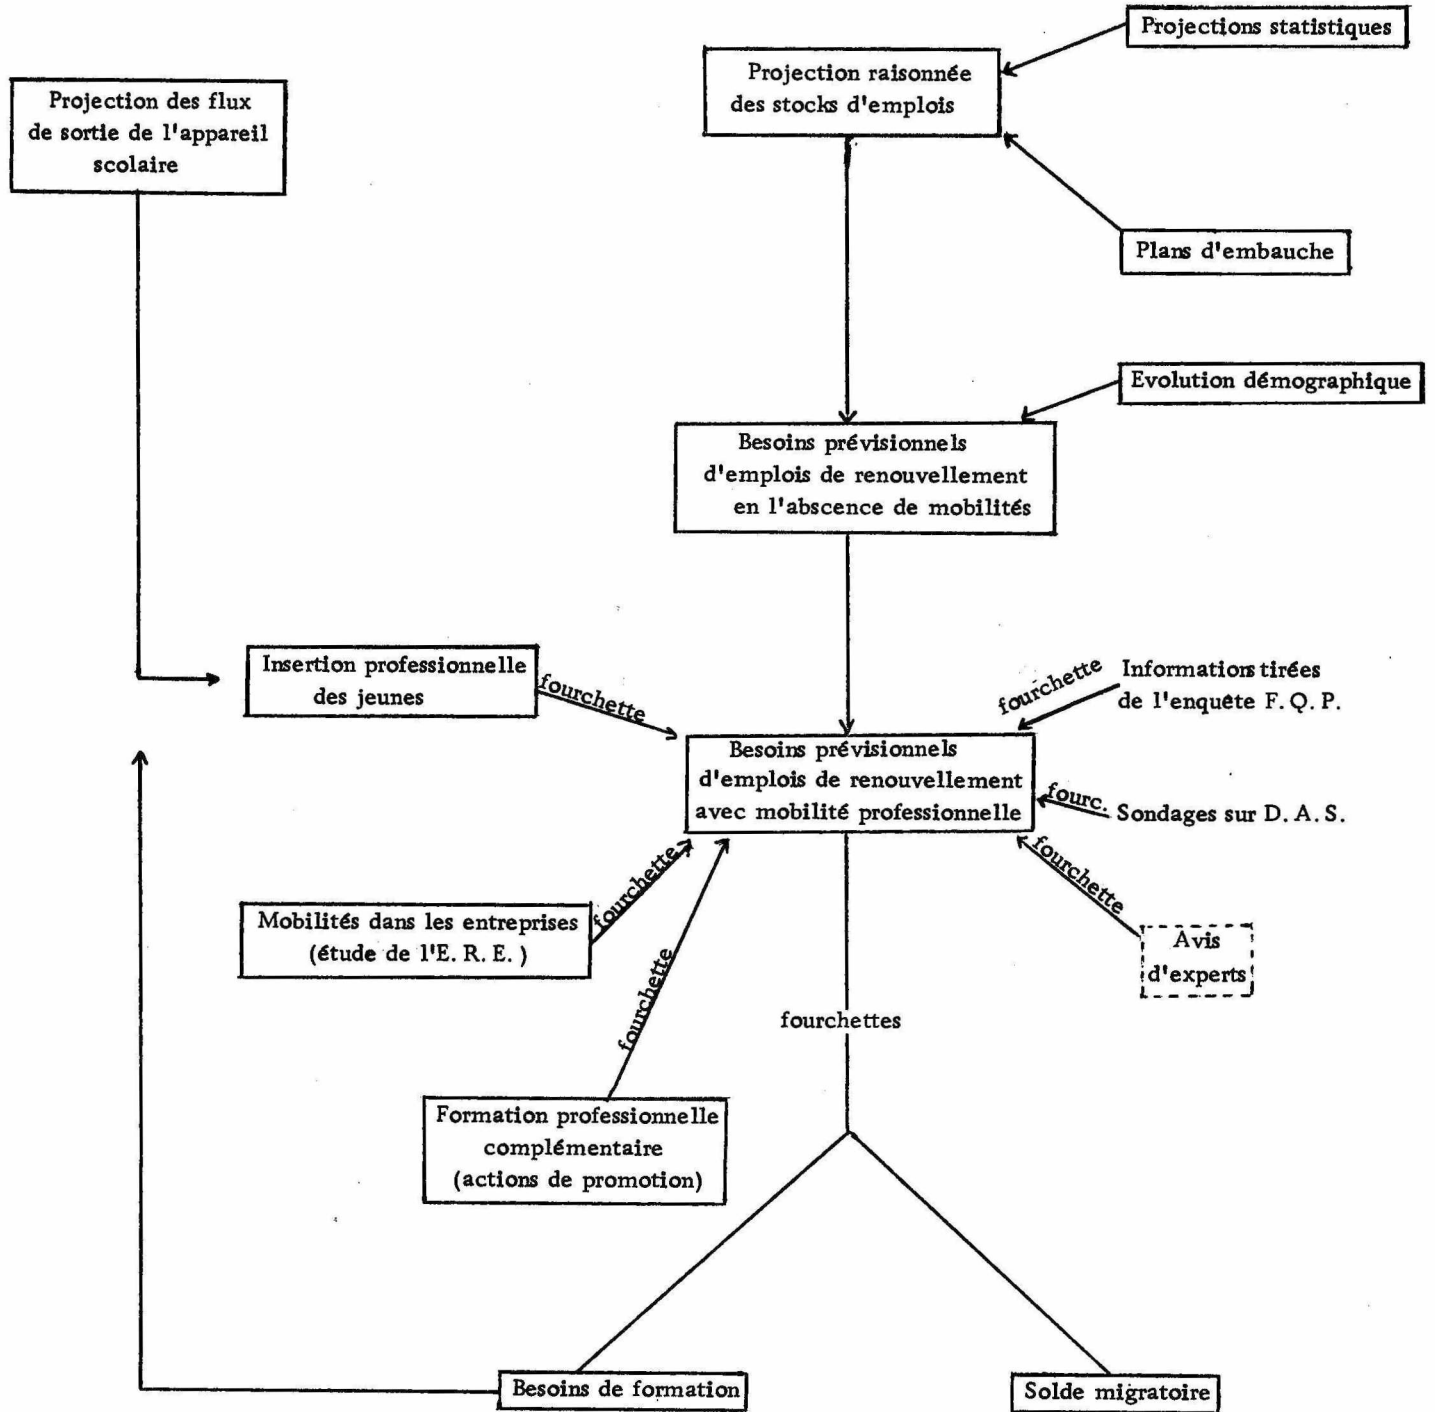 Projections statistiques
Projection raisonnée
des stocks d'emplois
Projection des flux
de sortie de l'appareil
scolaire
Plans d'embauche
Evolution démographique
Besoins prévisionnels
d'emplois de renouvellement
en l'abscence de mobilités
Insertion professionnelle
des jeunes
fourchette
fourchette
Informations tirées
de l'enquête F.Q.P.
Besoins prévisionnels
d'emplois de renouvellement
avec mobilité professionnelle
fourc.
Sondages sur D.A.S.
fourchette
fourchette
Mobilités dans les entreprises
(étude de l'E.R.E.)
Avis
d'experts
fourchette
fourchettes
Formation professionnelle
complémentaire
(actions de promotion)
Besoins de formation
Solde migratoire